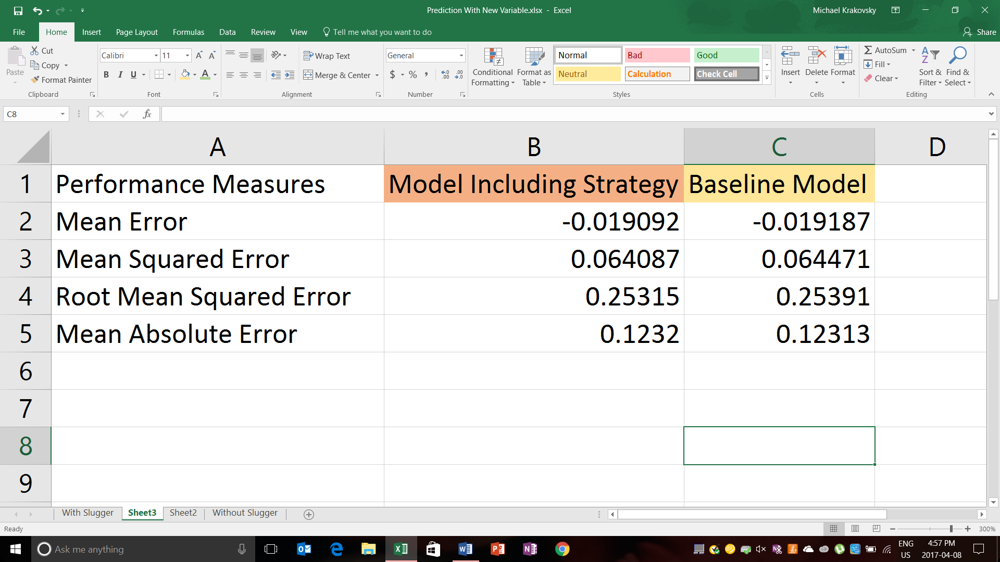 Prediction With New Variable.xlsx - Excel
Michael Krakovsky
File Home Insert Page Layout Formulas Data Review View Tell me what you want to do Share
Paste
Cut
Copy
Format Painter
Clipboard
Calibri 11
B I U A
Font
Wrap Text
Merge & Center
Alignment
General
$ % ,
Number
Conditional Formatting
Format as Table
Normal Bad Good
Neutral Calculation Check Cell
Styles
Insert Delete Format
Cells
AutoSum
Fill
Clear
Sort & Filter
Find & Select
Editing
C8 fx
A B C D
1 Performance Measures Model Including Strategy Baseline Model
2 Mean Error -0.019092 -0.019187
3 Mean Squared Error 0.064087 0.064471
4 Root Mean Squared Error 0.25315 0.25391
5 Mean Absolute Error 0.1232 0.12313
6
7
8
9
With Slugger Sheet3 Sheet2 Without Slugger
Ready 300%
Ask me anything
ENG
US
4:57 PM
2017-04-08